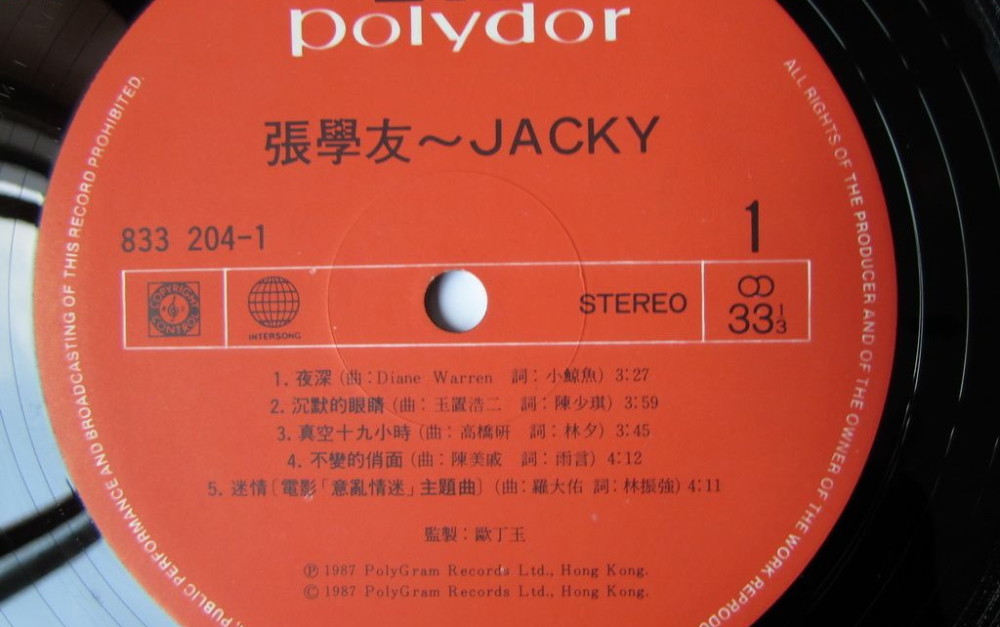 polydor
張學友～JACKY
833 204-1
1
COPYRIGHT CONTROL
INTERSONG
STEREO
33 1/3
1. 夜深 (曲：Diane Warren 詞：小鯨魚) 3:27
2. 沉默的眼睛 (曲：玉置浩二 詞：陳少琪) 3:59
3. 真空十九小時 (曲：高橋研 詞：林夕) 3:45
4. 不變的俏面 (曲：陳美威 詞：雨言) 4:12
5. 迷情〔電影「意亂情迷」主題曲〕(曲：羅大佑 詞：林振強) 4:11
監製：歐丁玉
℗ 1987 PolyGram Records Ltd., Hong Kong.
© 1987 PolyGram Records Ltd., Hong Kong.
ALL RIGHTS OF THE PRODUCER AND OF THE OWNER OF THE WORK
PUBLIC PERFORMANCE AND BROADCASTING OF THIS RECORD PROHIBITED.